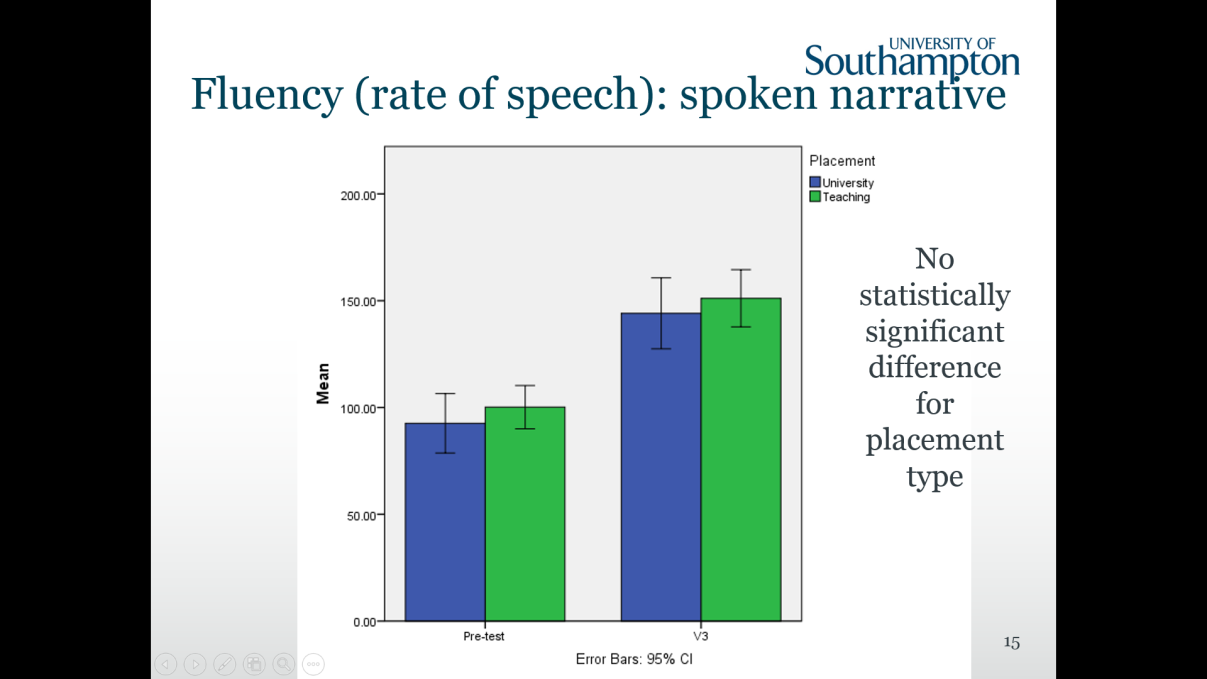 UNIVERSITY OF
Southampton
Fluency (rate of speech): spoken narrative
Placement
University
Teaching
200.00
150.00
100.00
50.00
0.00
Mean
Pre-test
V3
Error Bars: 95% CI
No
statistically
significant
difference
for
placement
type
15